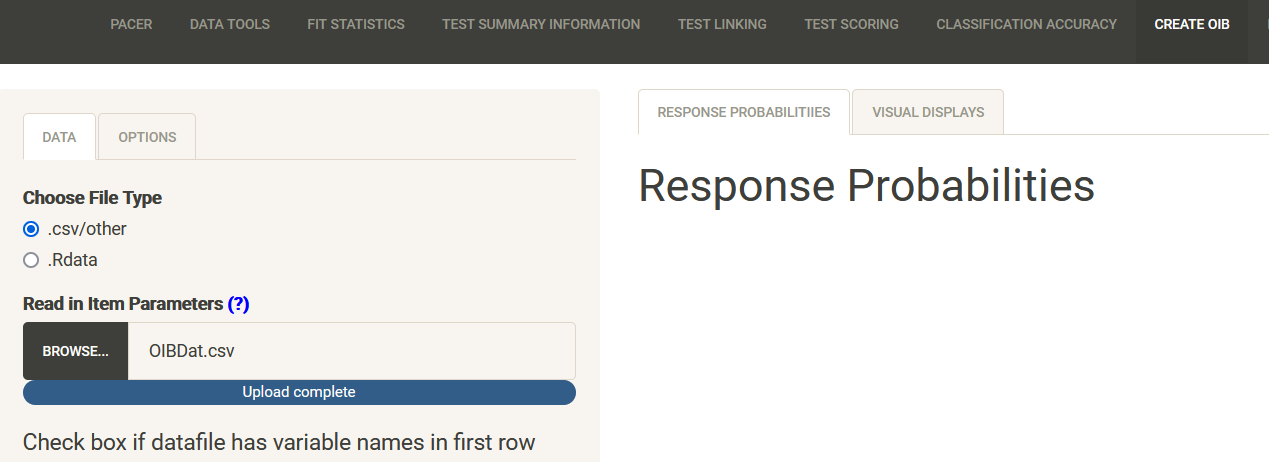 PACER DATA TOOLS FIT STATISTICS TEST SUMMARY INFORMATION TEST LINKING TEST SCORING CLASSIFICATION ACCURACY CREATE OIB
DATA OPTIONS
Choose File Type
.csv/other
.Rdata
Read in Item Parameters (?)
BROWSE... OIBDat.csv
Upload complete
Check box if datafile has variable names in first row
RESPONSE PROBABILITIIES VISUAL DISPLAYS
Response Probabilities